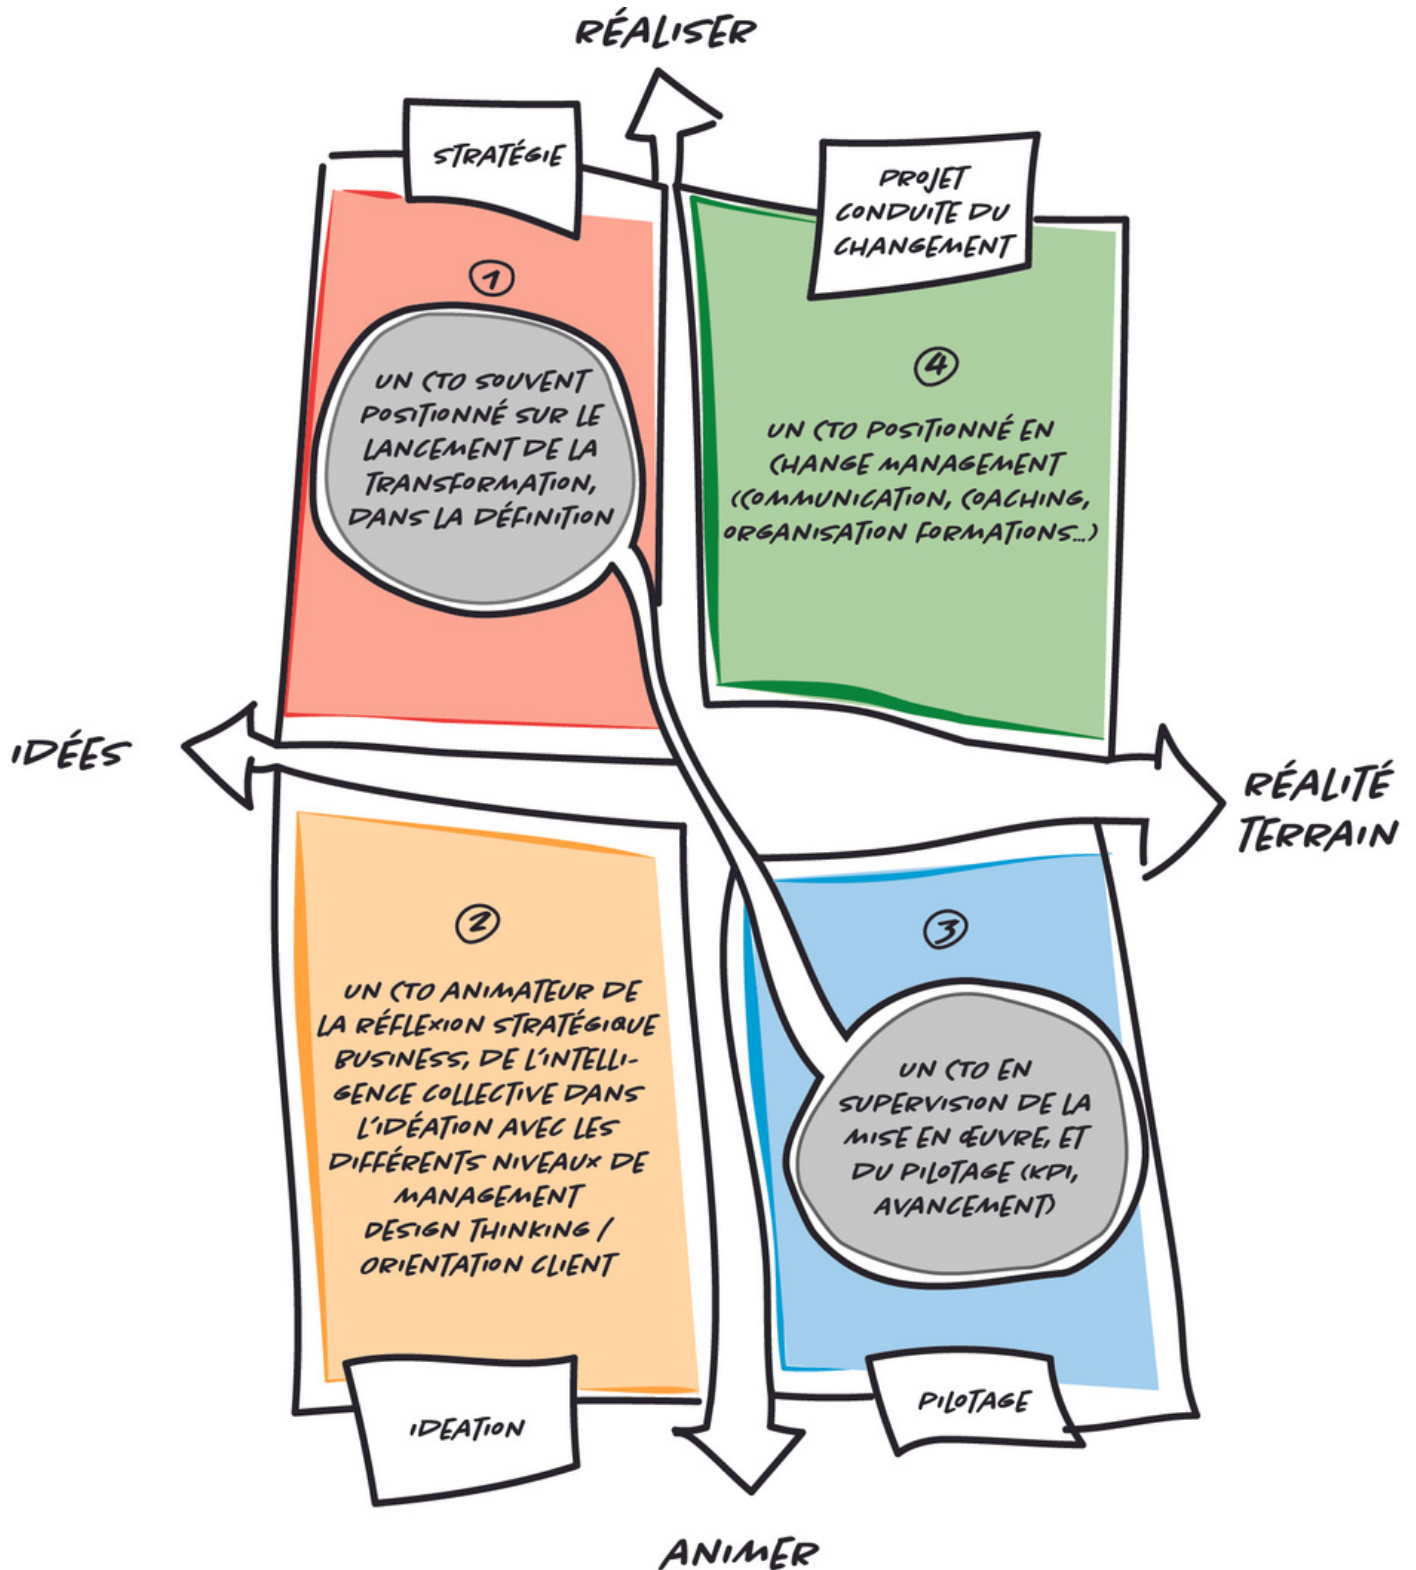 RÉALISER
STRATÉGIE
①
UN CTO SOUVENT
POSITIONNÉ SUR LE
LANCEMENT DE LA
TRANSFORMATION,
DANS LA DÉFINITION
PROJET
CONDUITE DU
CHANGEMENT
④
UN CTO POSITIONNÉ EN
CHANGE MANAGEMENT
(COMMUNICATION, COACHING,
ORGANISATION FORMATIONS...)
IDÉES
RÉALITÉ
TERRAIN
②
UN CTO ANIMATEUR DE
LA RÉFLEXION STRATÉGIQUE
BUSINESS, DE L'INTELLI-
GENCE COLLECTIVE DANS
L'IDÉATION AVEC LES
DIFFÉRENTS NIVEAUX DE
MANAGEMENT
DESIGN THINKING /
ORIENTATION CLIENT
IDEATION
③
UN CTO EN
SUPERVISION DE LA
MISE EN ŒUVRE, ET
DU PILOTAGE (KPI,
AVANCEMENT)
PILOTAGE
ANIMER